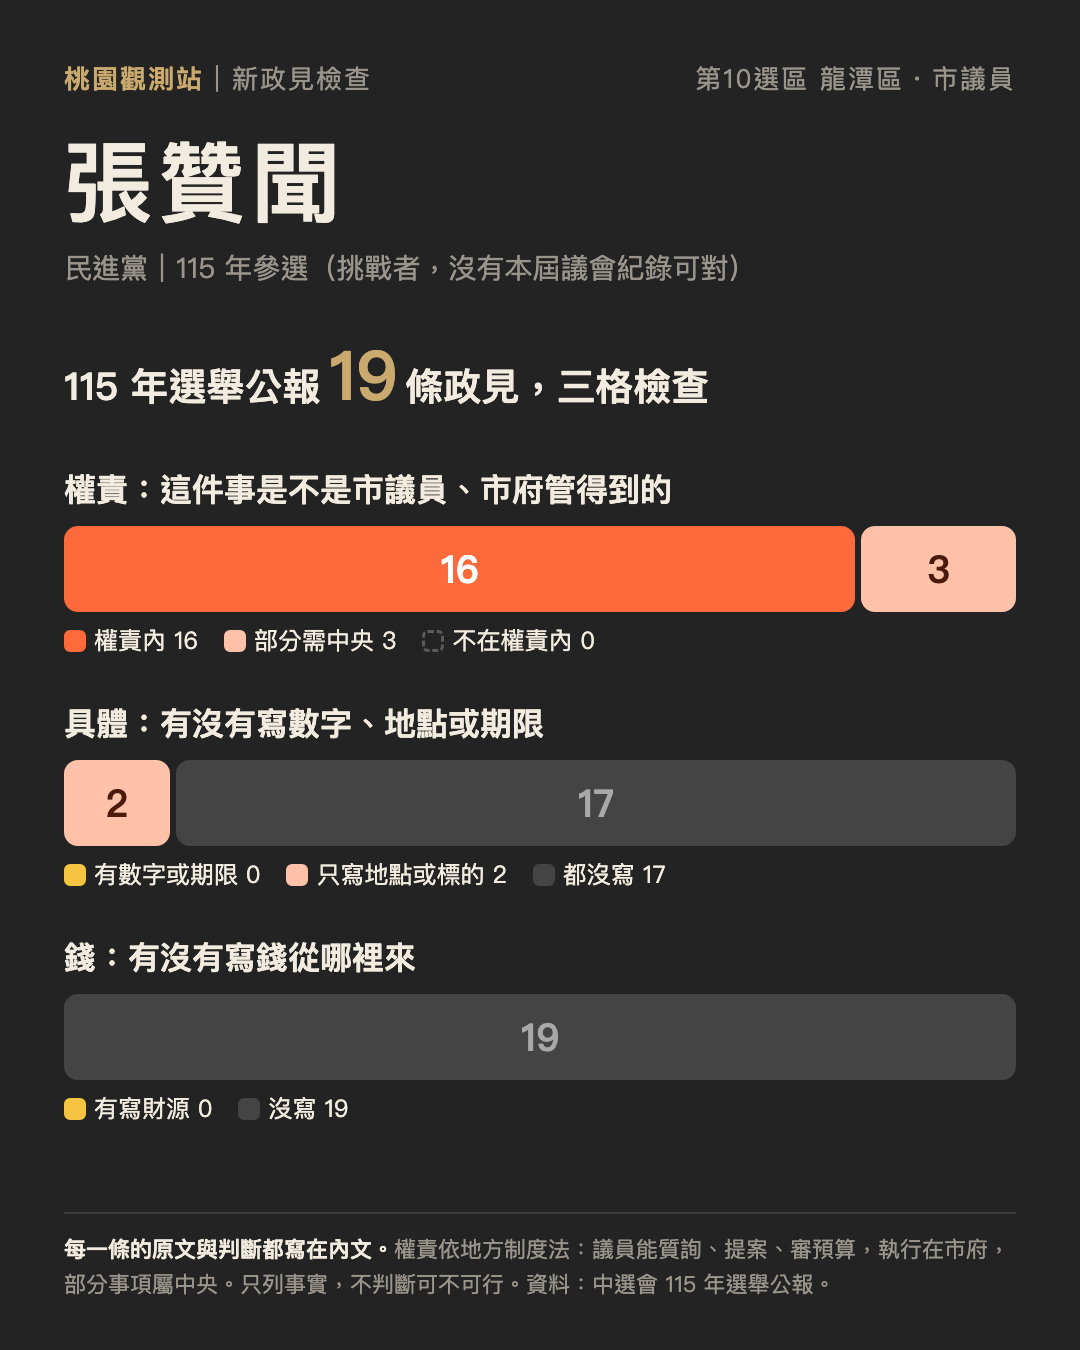 桃園觀測站｜新政見檢查
第10選區 龍潭區・市議員
張贊聞
民進黨｜115 年參選（挑戰者，沒有本屆議會紀錄可對）
115 年選舉公報 19 條政見，三格檢查
權責：這件事是不是市議員、市府管得到的
16
3
權責內 16 部分需中央 3 不在權責內 0
具體：有沒有寫數字、地點或期限
2
17
有數字或期限 0 只寫地點或標的 2 都沒寫 17
錢：有沒有寫錢從哪裡來
19
有寫財源 0 沒寫 19
每一條的原文與判斷都寫在內文。權責依地方制度法：議員能質詢、提案、審預算，執行在市府，
部分事項屬中央。只列事實，不判斷可不可行。資料：中選會 115 年選舉公報。